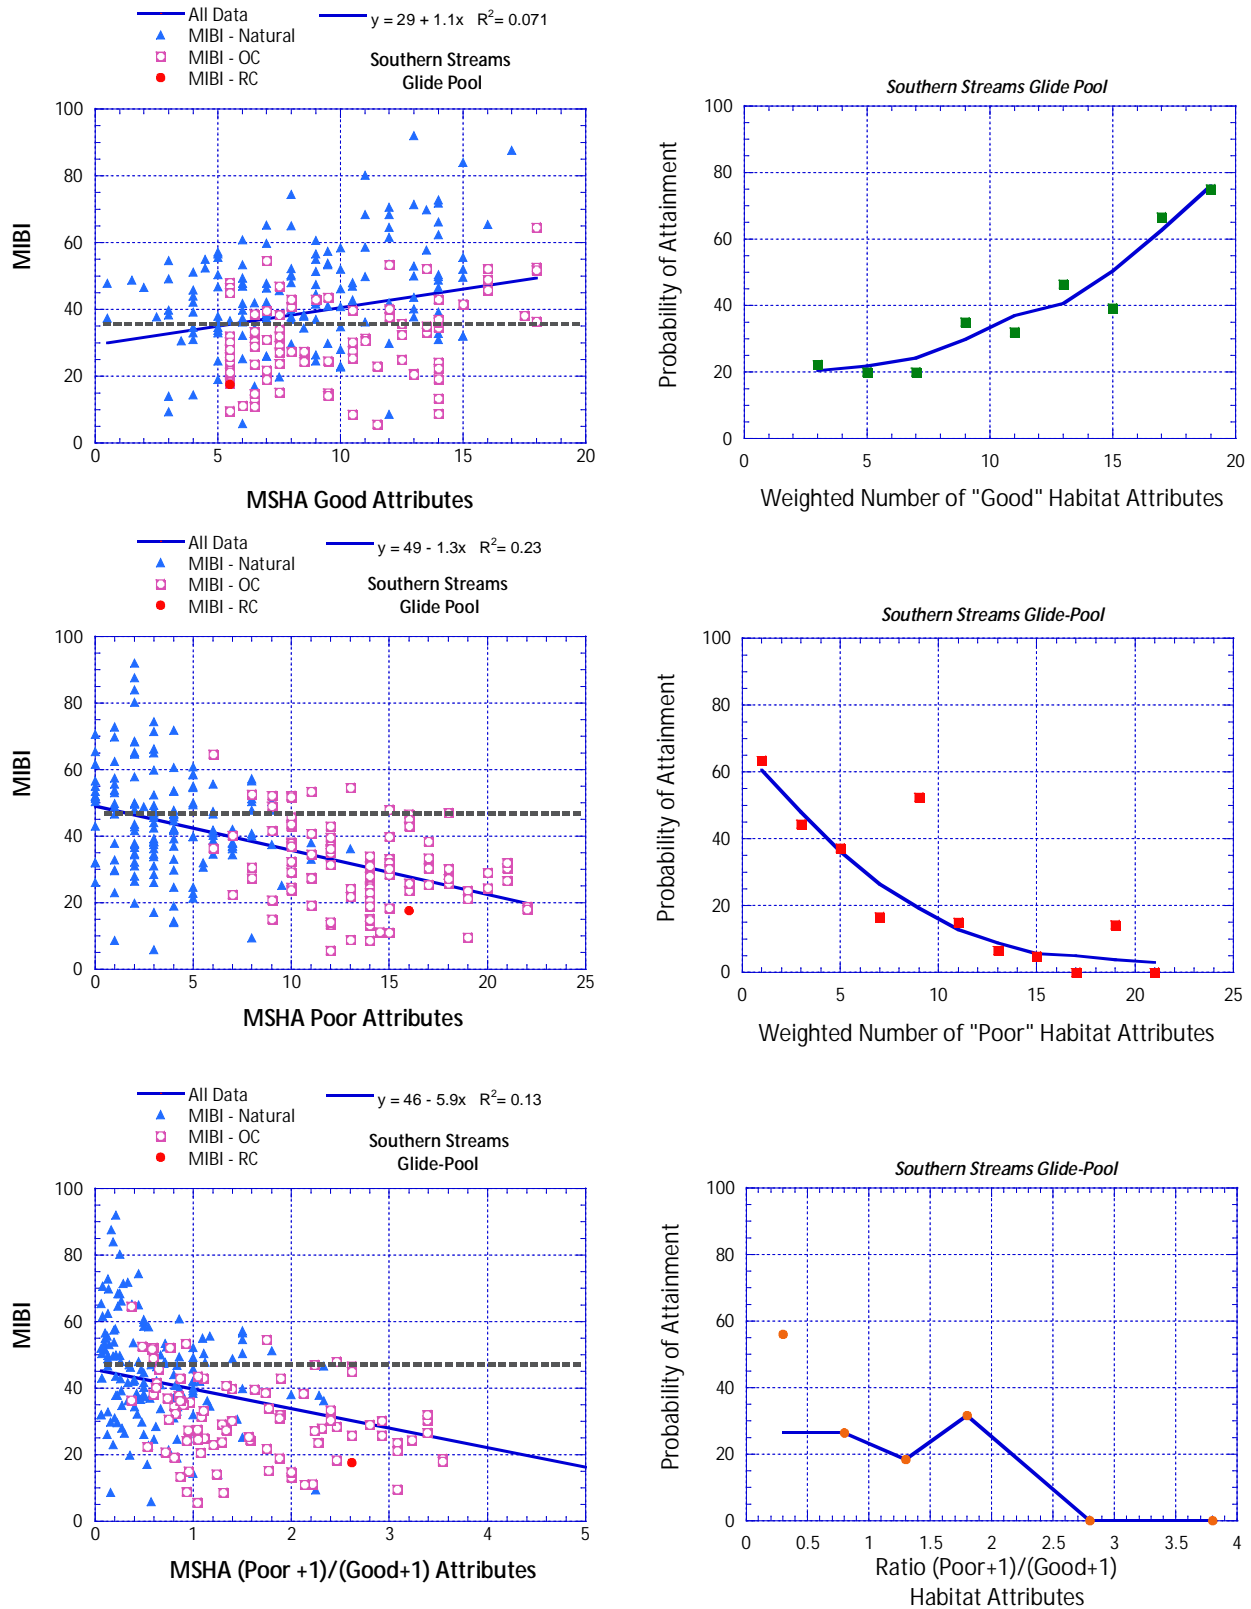 All Data
y = 29 + 1.1x R2= 0.071
MIBI - Natural
MIBI - OC
MIBI - RC
Southern Streams
Glide Pool
100
80
60
40
20
0
MIBI
0 5 10 15 20
MSHA Good Attributes
Southern Streams Glide Pool
100
80
60
40
20
0
Probability of Attainment
0 5 10 15 20
Weighted Number of "Good" Habitat Attributes
All Data
y = 49 - 1.3x R2= 0.23
MIBI - Natural
MIBI - OC
MIBI - RC
Southern Streams
Glide Pool
100
80
60
40
20
0
MIBI
0 5 10 15 20 25
MSHA Poor Attributes
Southern Streams Glide-Pool
100
80
60
40
20
0
Probability of Attainment
0 5 10 15 20 25
Weighted Number of "Poor" Habitat Attributes
All Data
y = 46 - 5.9x R2= 0.13
MIBI - Natural
MIBI - OC
MIBI - RC
Southern Streams
Glide-Pool
100
80
60
40
20
0
MIBI
0 1 2 3 4 5
MSHA (Poor +1)/(Good+1) Attributes
Southern Streams Glide-Pool
100
80
60
40
20
0
Probability of Attainment
0 0.5 1 1.5 2 2.5 3 3.5 4
Ratio (Poor+1)/(Good+1)
Habitat Attributes